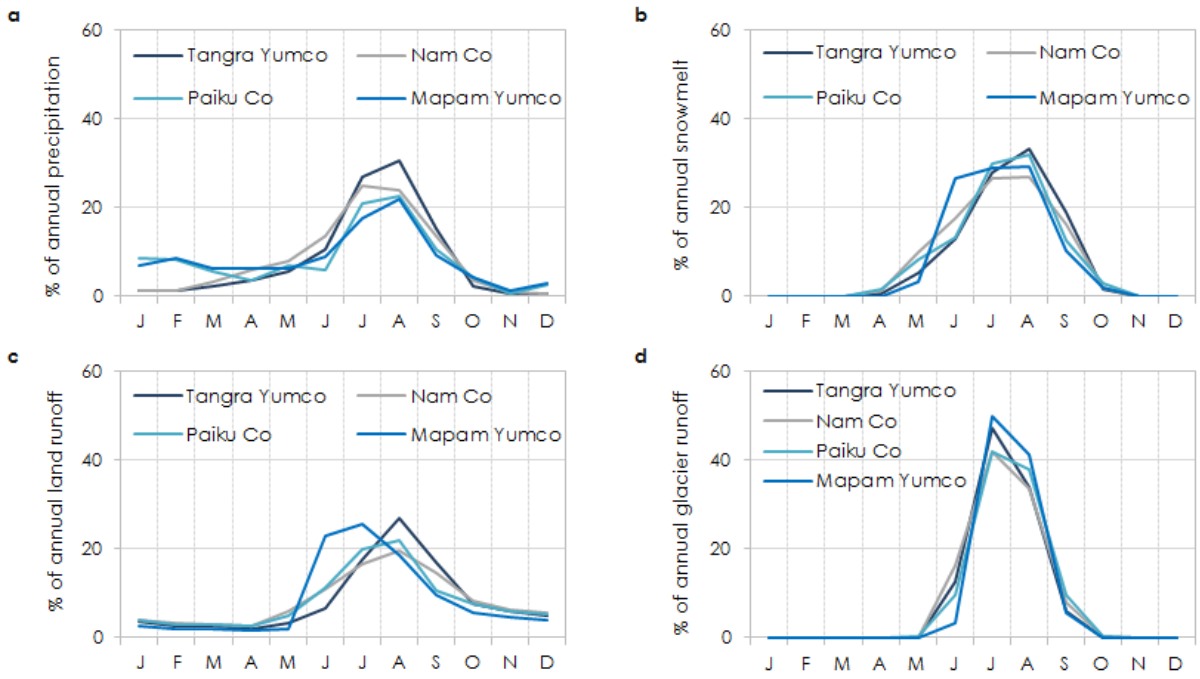 a
% of annual precipitation
60
40
20
0
Tangra Yumco
Nam Co
Paiku Co
Mapam Yumco
J F M A M J J A S O N D
b
% of annual snowmelt
60
40
20
0
Tangra Yumco
Nam Co
Paiku Co
Mapam Yumco
J F M A M J J A S O N D
c
% of annual land runoff
60
40
20
0
Tangra Yumco
Nam Co
Paiku Co
Mapam Yumco
J F M A M J J A S O N D
d
% of annual glacier runoff
60
40
20
0
Tangra Yumco
Nam Co
Paiku Co
Mapam Yumco
J F M A M J J A S O N D